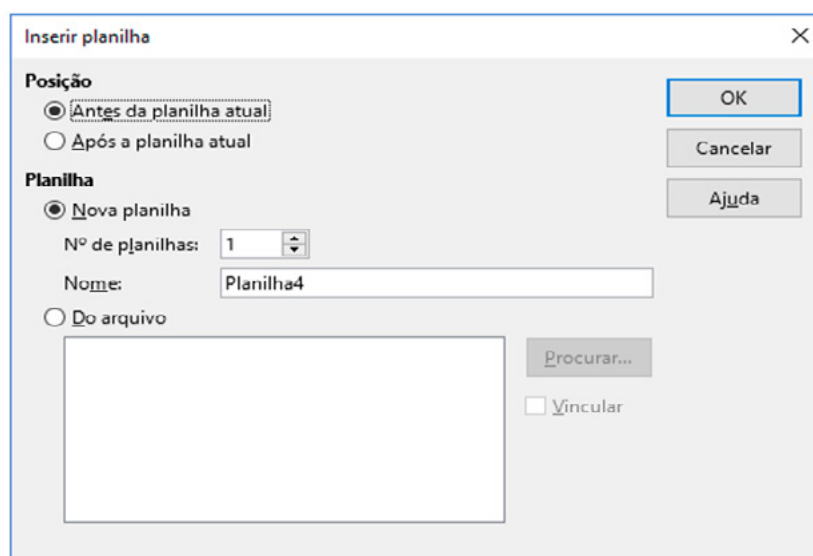 Inserir planilha
Posição
Antes da planilha atual
OK
Após a planilha atual
Cancelar
Planilha
Ajuda
Nova planilha
Nº de planilhas: 1
Nome: Planilha4
Do arquivo
Procurar...
Vincular